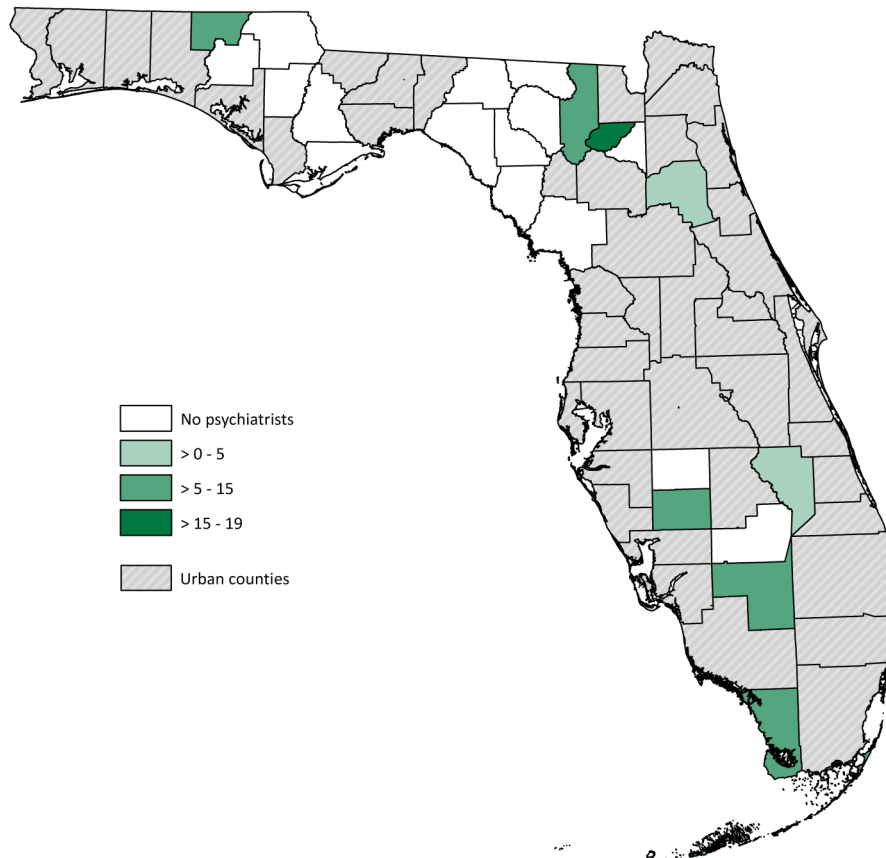 No psychiatrists
> 0 - 5
> 5 - 15
> 15 - 19
Urban counties